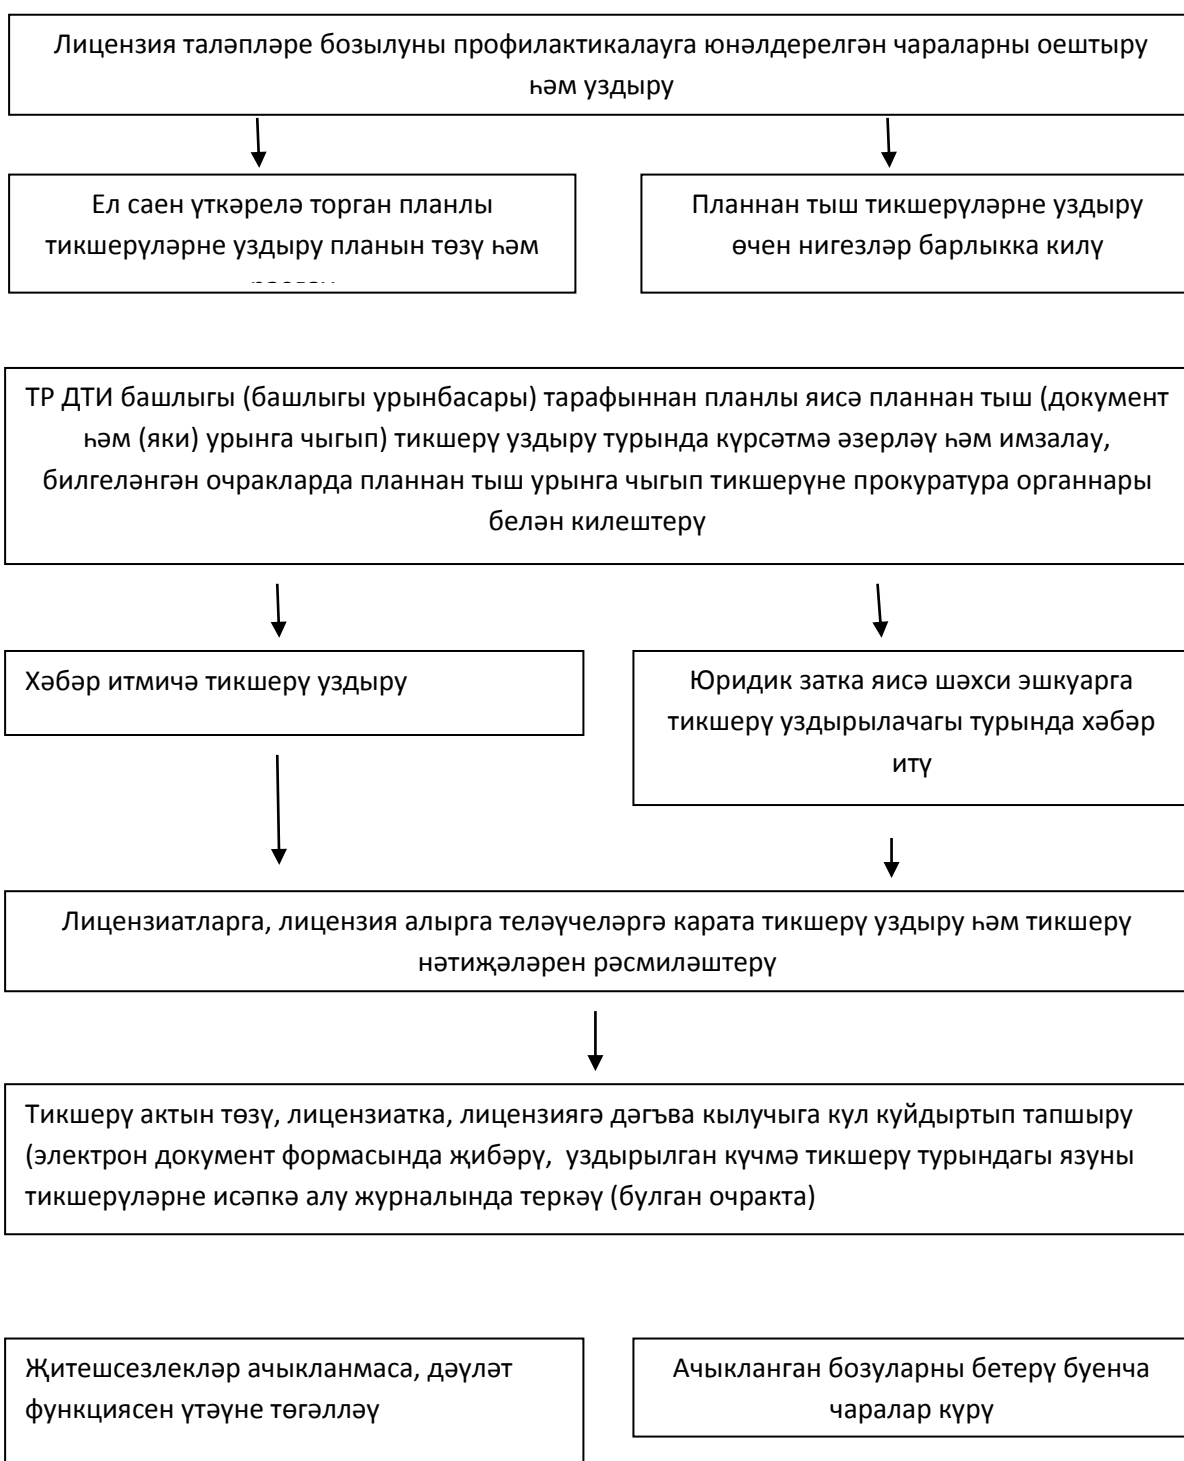 Лицензия таләпләре бозылуны профилактикалауга юнәлдерелгән чараларны оештыру
һәм уздыру
Ел саен үткәрелә торган планлы
тикшерүләрне уздыру планын төзү һәм
Планнан тыш тикшерүләрне уздыру
өчен нигезләр барлыкка килү
ТР ДТИ башлыгы (башлыгы урынбасары) тарафыннан планлы яисә планнан тыш (документ
һәм (яки) урынга чыгып) тикшерү уздыру турында күрсәтмә әзерләү һәм имзалау,
билгеләнгән очракларда планнан тыш урынга чыгып тикшерүне прокуратура органнары
белән килештерү
Хәбәр итмичә тикшерү уздыру
Юридик затка яисә шәхси эшкуарга
тикшерү уздырылачагы турында хәбәр
итү
Лицензиатларга, лицензия алырга теләүчеләргә карата тикшерү уздыру һәм тикшерү
нәтиҗәләрен рәсмиләштерү
Тикшерү актын төзү, лицензиатка, лицензиягә дәгъва кылучыга кул куйдыртып тапшыру
(электрон документ формасында җибәрү, уздырылган күчмә тикшерү турындагы язуны
тикшерүләрне исәпкә алу журналында теркәү (булган очракта)
Җитешсезлекләр ачыкланмаса, дәүләт
функциясен үтәүне төгәлләү
Ачыкланган бозуларны бетерү буенча
чаралар күрү